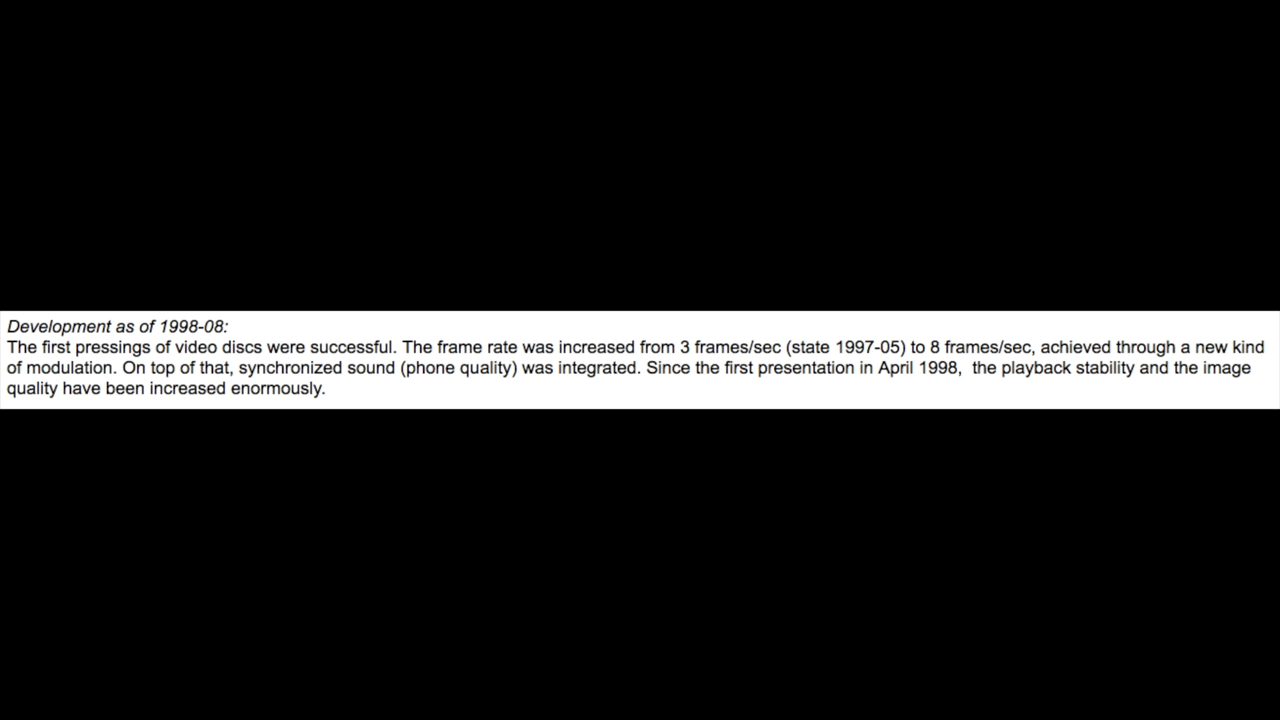 Development as of 1998-08:
The first pressings of video discs were successful. The frame rate was increased from 3 frames/sec (state 1997-05) to 8 frames/sec, achieved through a new kind
of modulation. On top of that, synchronized sound (phone quality) was integrated. Since the first presentation in April 1998,  the playback stability and the image
quality have been increased enormously.